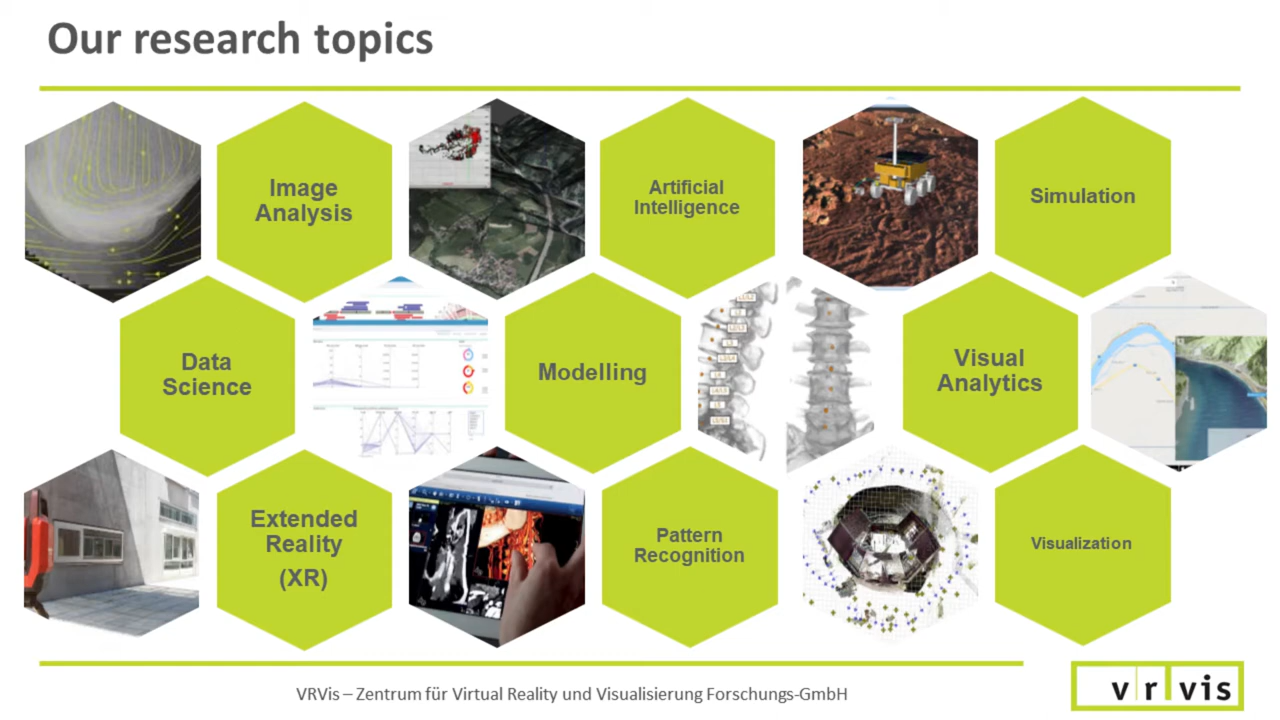 Our research topics
Image
Analysis
Artificial
Intelligence
Simulation
Data
Science
Modelling
Visual
Analytics
Extended
Reality
(XR)
Pattern
Recognition
Visualization
VRVis – Zentrum für Virtual Reality und Visualisierung Forschungs-GmbH
vrvis